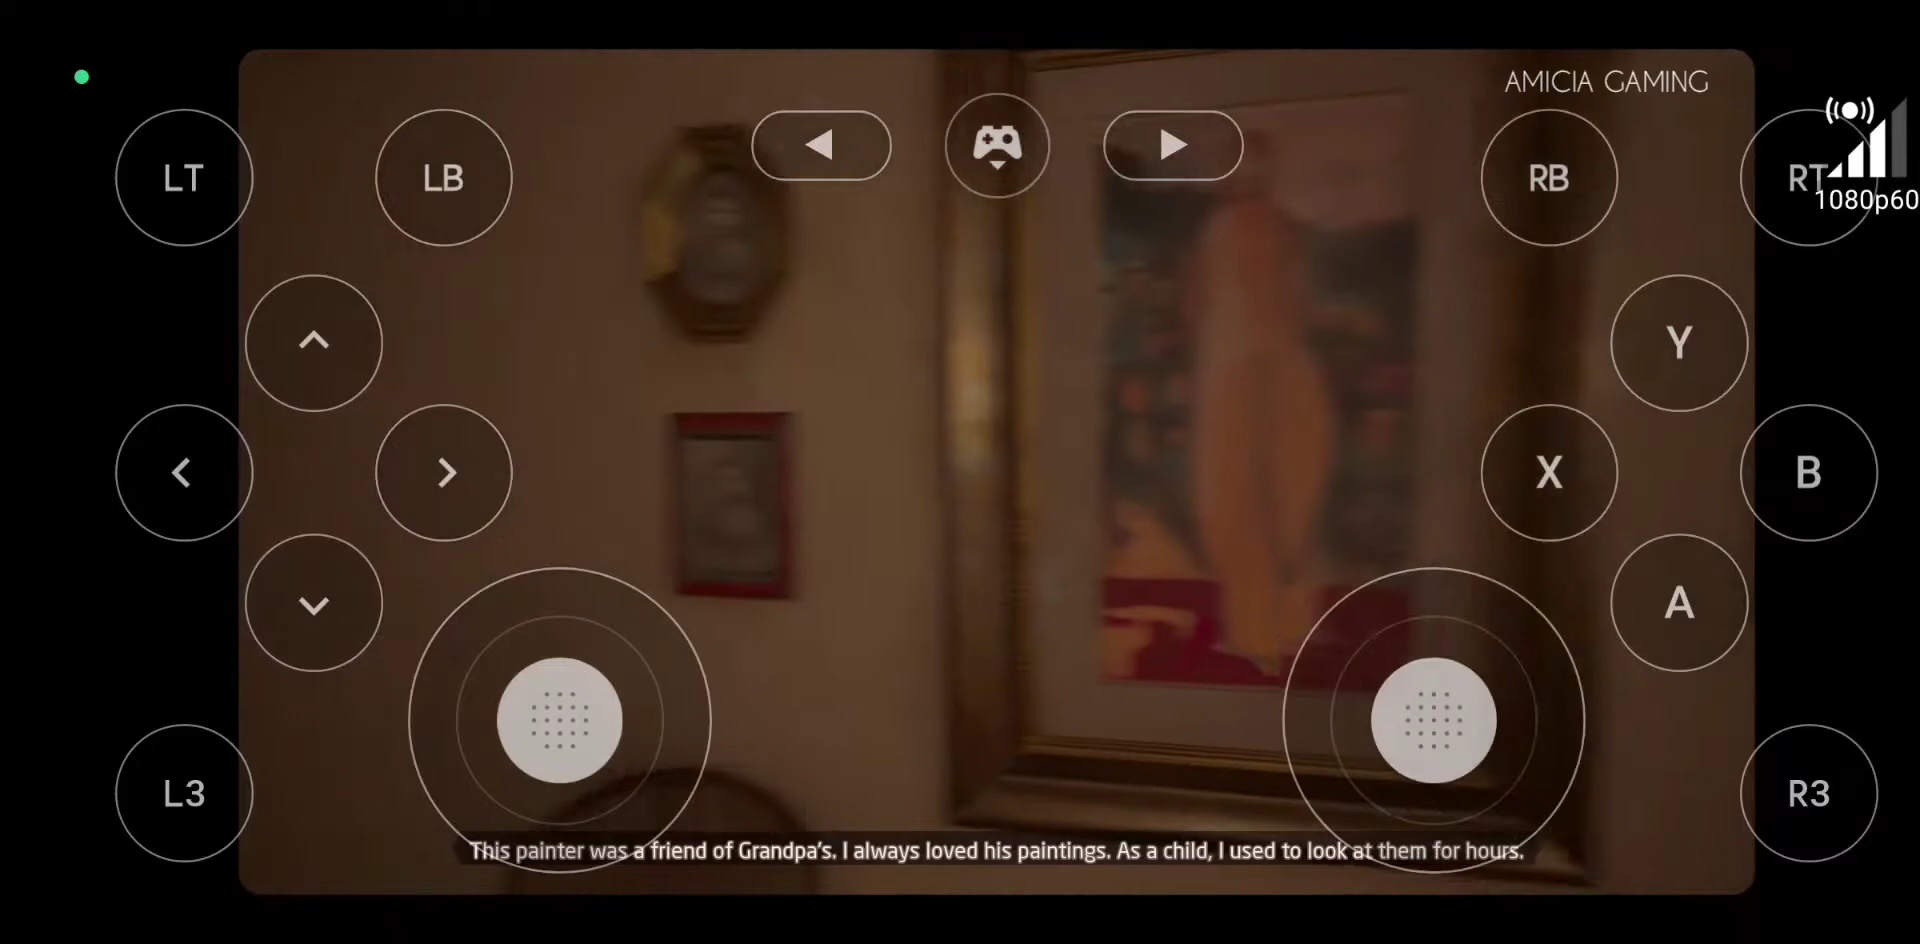 AMICIA GAMING
LT
LB
RB
RT
1080p60
Y
X
B
A
L3
R3
This painter was a friend of Grandpa's. I always loved his paintings. As a child, I used to look at them for hours.